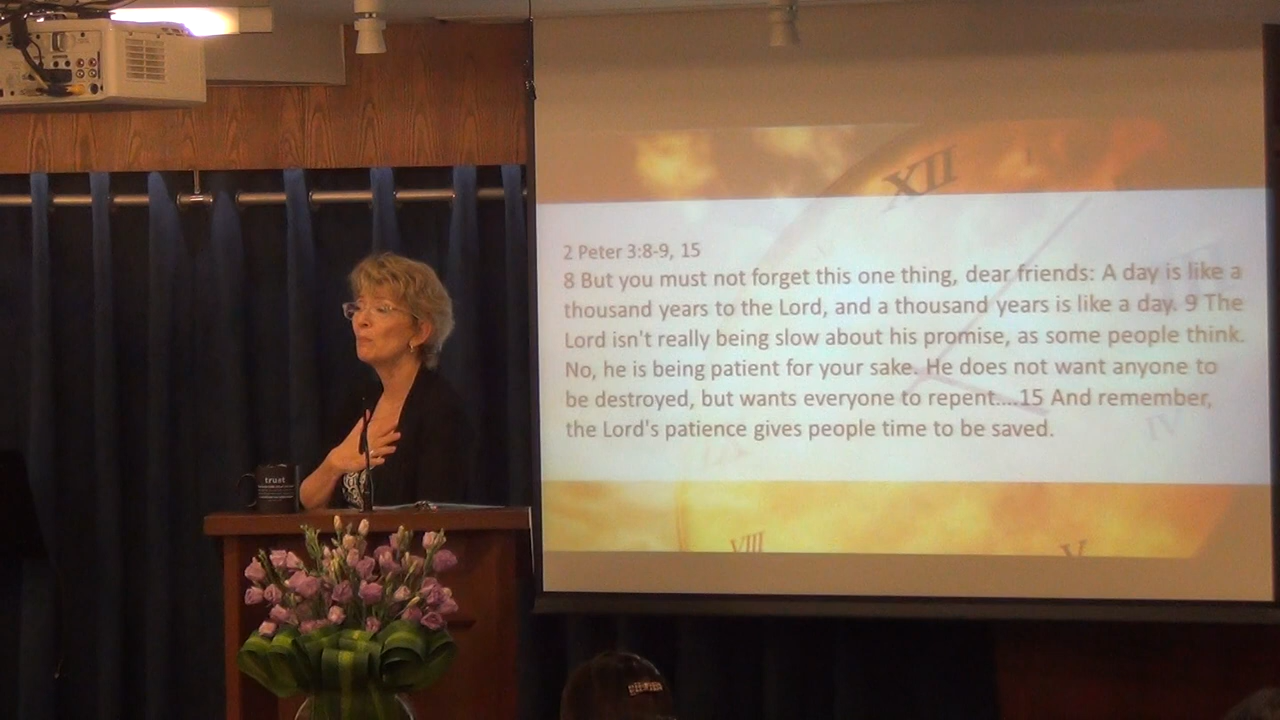 XII
2 Peter 3:8-9, 15
8 But you must not forget this one thing, dear friends: A day is like a
thousand years to the Lord, and a thousand years is like a day. 9 The
Lord isn't really being slow about his promise, as some people think.
No, he is being patient for your sake. He does not want anyone to
be destroyed, but wants everyone to repent....15 And remember,
the Lord's patience gives people time to be saved.
IV
VIII
V
trust